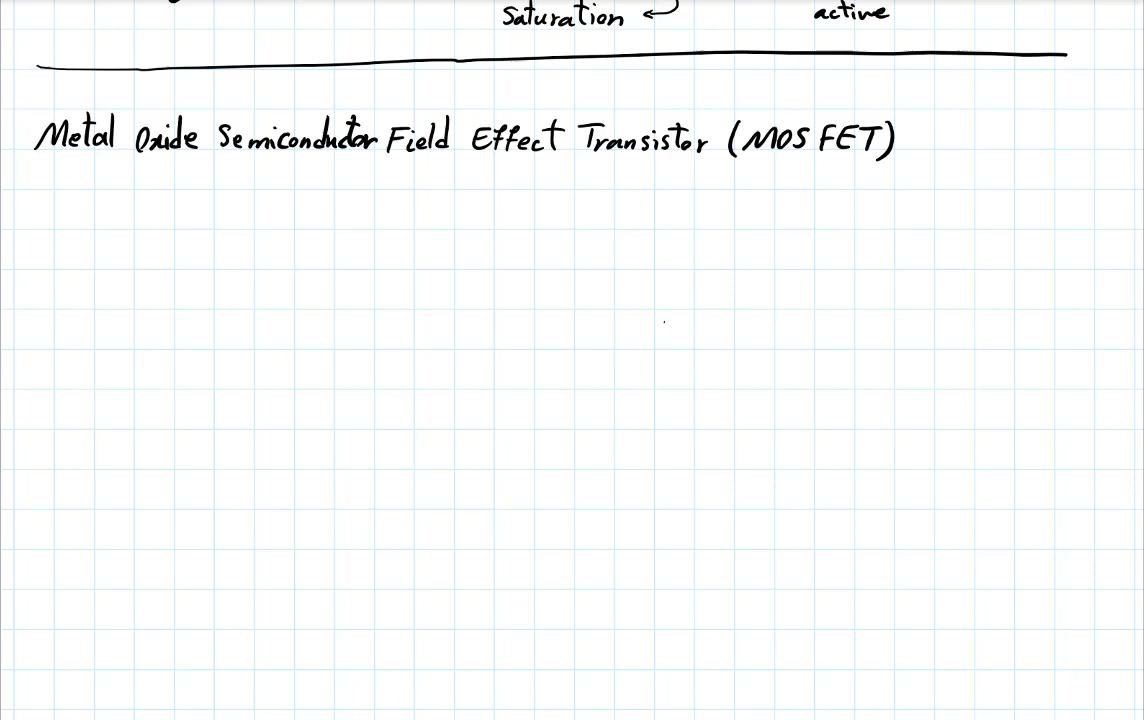 Saturation active
Metal Oxide Semiconductor Field Effect Transistor (MOSFET)